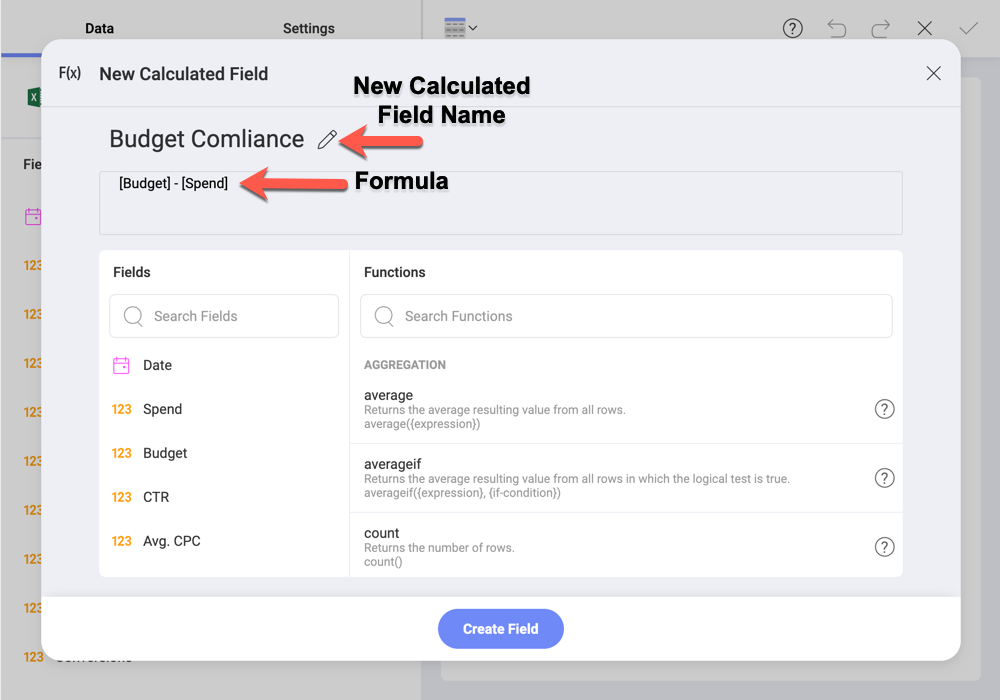 Data
Settings
F(x)
New Calculated Field
New Calculated
Field Name
Budget Comliance
[Budget] - [Spend]
Formula
Fie
Fields
Functions
Search Fields
Search Functions
Date
AGGREGATION
average
Returns the average resulting value from all rows.
average({expression})
123 Spend
123 Budget
averageif
Returns the average resulting value from all rows in which the logical test is true.
averageif({expression}, {if-condition})
123 CTR
123 Avg. CPC
count
Returns the number of rows.
count()
123
123
123
123
123
123
123
123
Create Field
123 Conversions